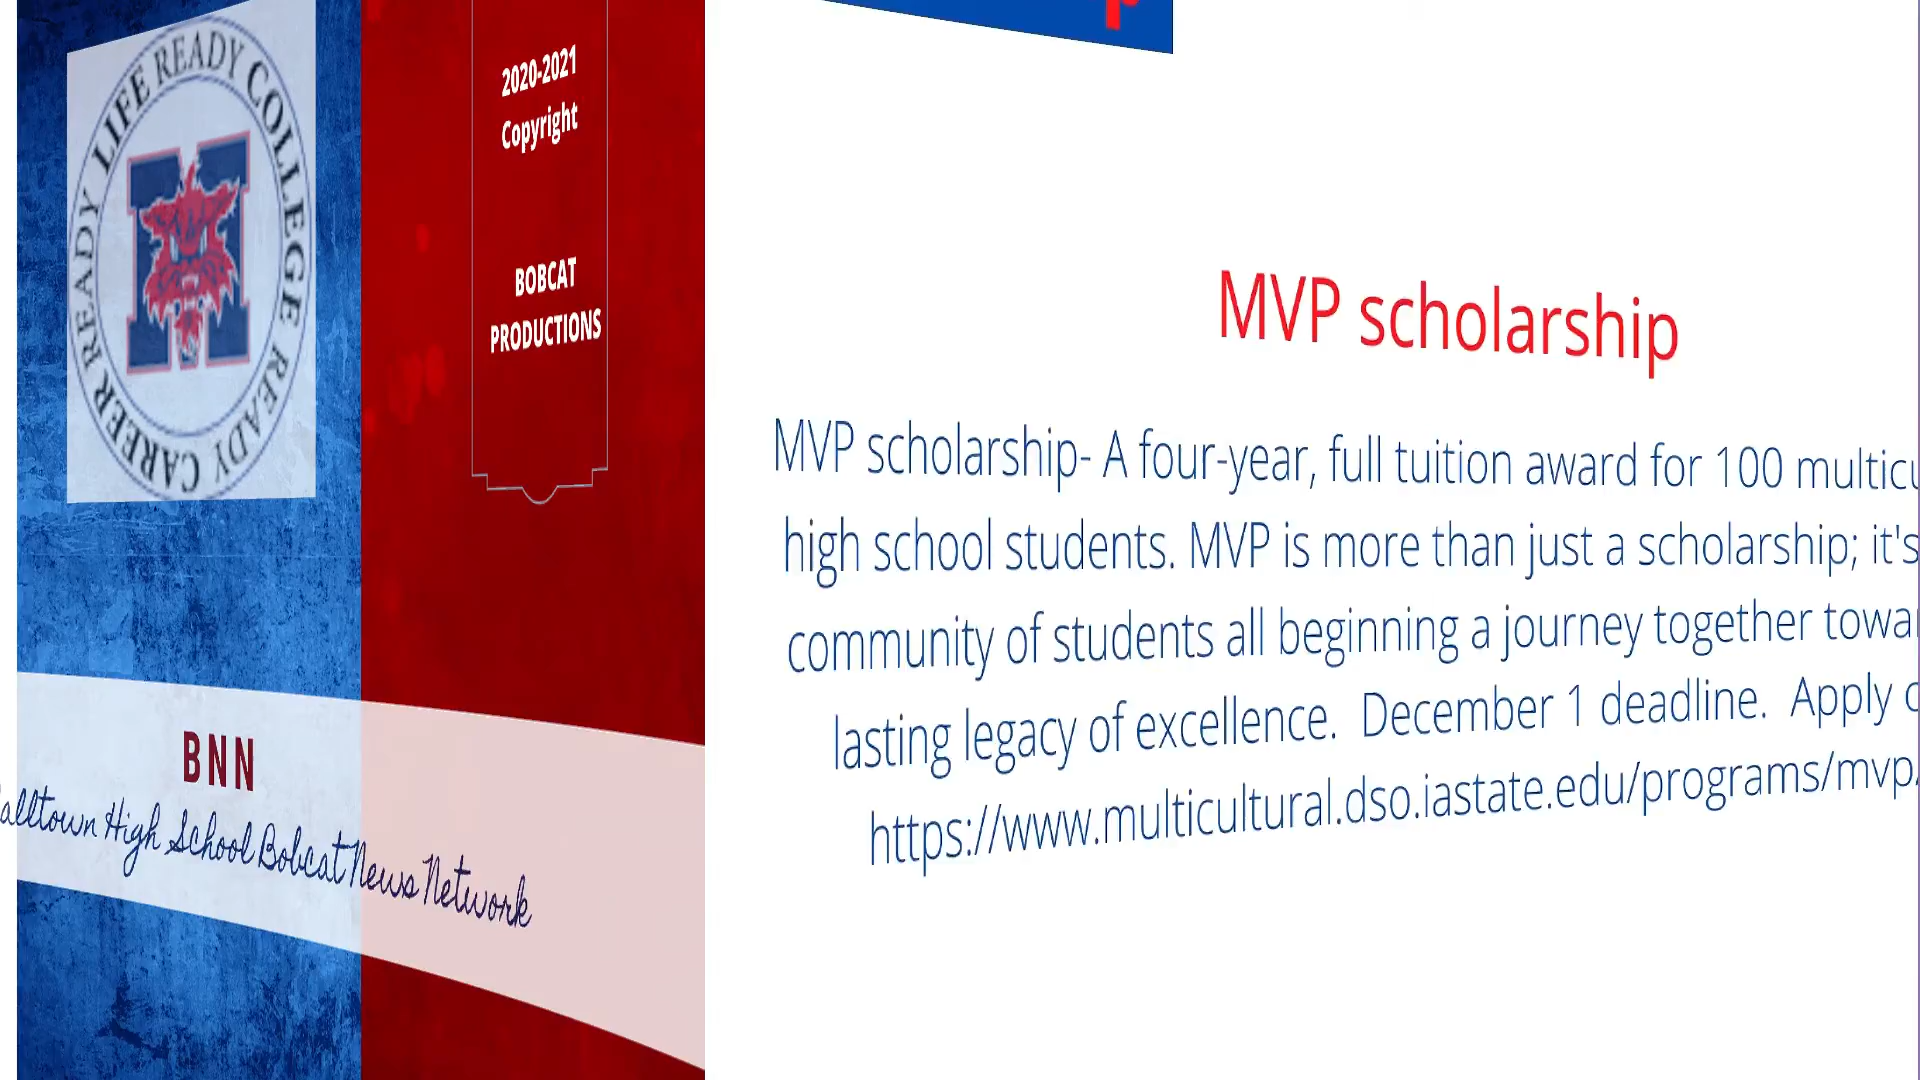 READY LIFE READY COLLEGE READY CAREER
2020-2021
Copyright
BOBCAT
PRODUCTIONS
BNN
High School Bobcat News Network
MVP scholarship
MVP scholarship- A four-year, full tuition award for 100
high school students. MVP is more than just a scholarship; it's
community of students all beginning a journey together
lasting legacy of excellence. December 1 deadline. Apply
https://www.multicultural.dso.iastate.edu/programs/mvp/